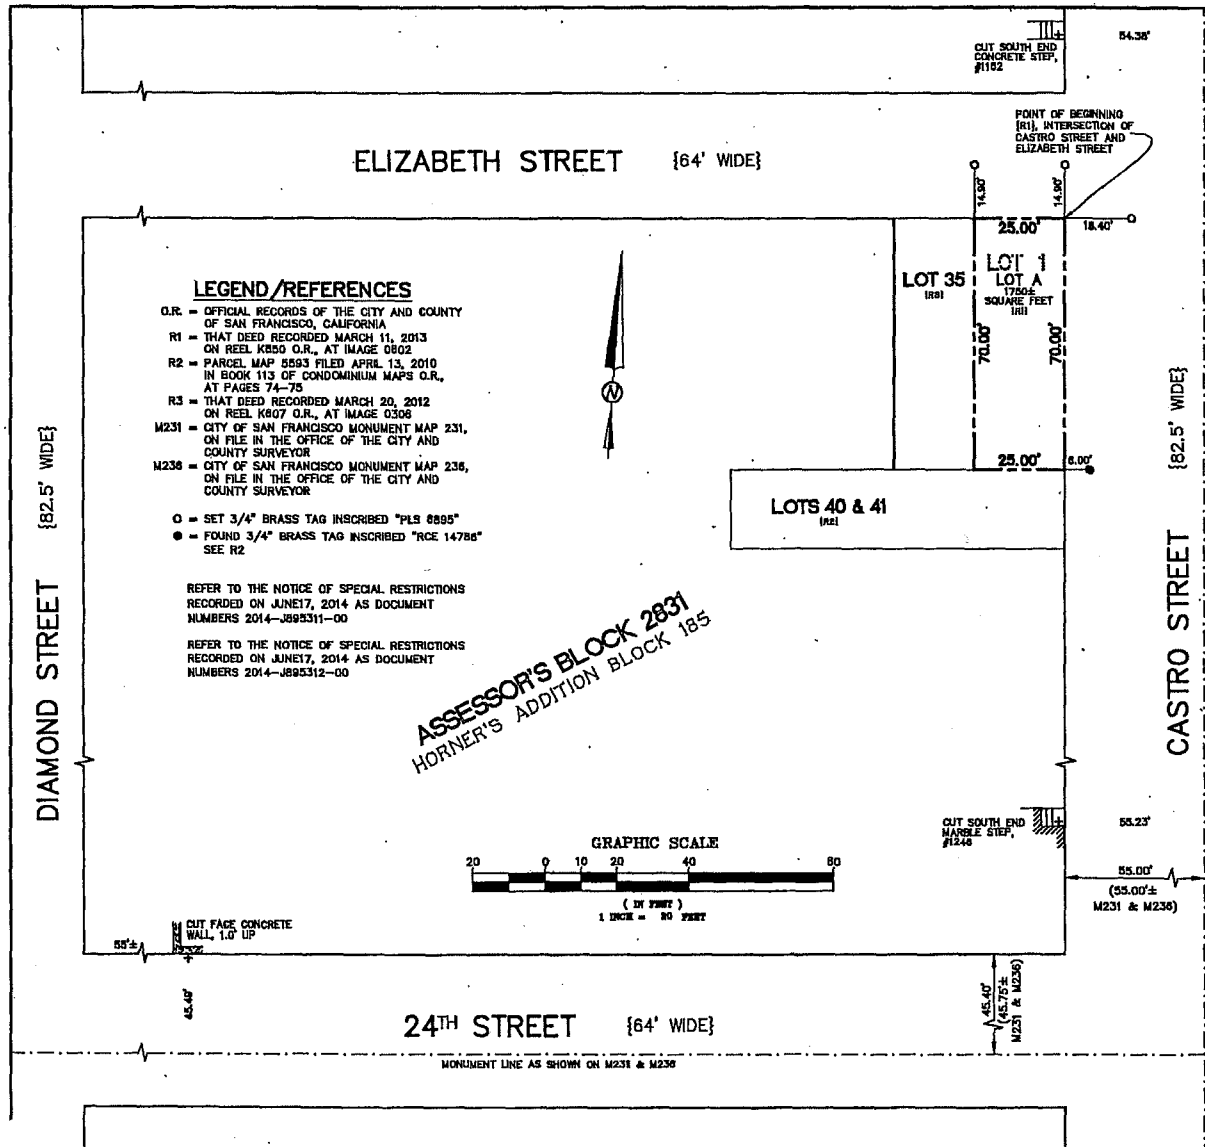 CUT SOUTH END
CONCRETE STEP,
#1152
54.38'
POINT OF BEGINNING
[R1], INTERSECTION OF
CASTRO STREET AND
ELIZABETH STREET
ELIZABETH STREET {64' WIDE}
14.90'
14.90'
25.00'
18.40'
LOT 35
[R3]
LOT 1
LOT A
1750±
SQUARE FEET
[R1]
70.00'
70.00'
25.00'
6.00'
LOTS 40 & 41
[R2]
LEGEND/REFERENCES
O.R. = OFFICIAL RECORDS OF THE CITY AND COUNTY
OF SAN FRANCISCO, CALIFORNIA
R1 = THAT DEED RECORDED MARCH 11, 2013
ON REEL K850 O.R., AT IMAGE 0802
R2 = PARCEL MAP 5593 FILED APRIL 13, 2010
IN BOOK 113 OF CONDOMINIUM MAPS O.R.,
AT PAGES 74-75
R3 = THAT DEED RECORDED MARCH 20, 2012
ON REEL K607 O.R., AT IMAGE 0306
M231 = CITY OF SAN FRANCISCO MONUMENT MAP 231,
ON FILE IN THE OFFICE OF THE CITY AND
COUNTY SURVEYOR
M236 = CITY OF SAN FRANCISCO MONUMENT MAP 236,
ON FILE IN THE OFFICE OF THE CITY AND
COUNTY SURVEYOR
O = SET 3/4" BRASS TAG INSCRIBED "PLS 6895"
● = FOUND 3/4" BRASS TAG INSCRIBED "RCE 14786"
SEE R2
REFER TO THE NOTICE OF SPECIAL RESTRICTIONS
RECORDED ON JUNE17, 2014 AS DOCUMENT
NUMBERS 2014-J895311-00
REFER TO THE NOTICE OF SPECIAL RESTRICTIONS
RECORDED ON JUNE17, 2014 AS DOCUMENT
NUMBERS 2014-J895312-00
N
DIAMOND STREET {82.5' WIDE}
CASTRO STREET {82.5' WIDE}
ASSESSOR'S BLOCK 2831
HORNER'S ADDITION BLOCK 185
CUT SOUTH END
MARBLE STEP,
#1246
55.23'
GRAPHIC SCALE
20 0 10 20 40 80
( IN FEET )
1 INCH = 20 FEET
55.00'
(55.00'±
M231 & M236)
CUT FACE CONCRETE
WALL, 1.0' UP
55'±
45.49'
45.40'
(45.75'±
M231 & M236)
24TH STREET {64' WIDE}
MONUMENT LINE AS SHOWN ON M231 & M236